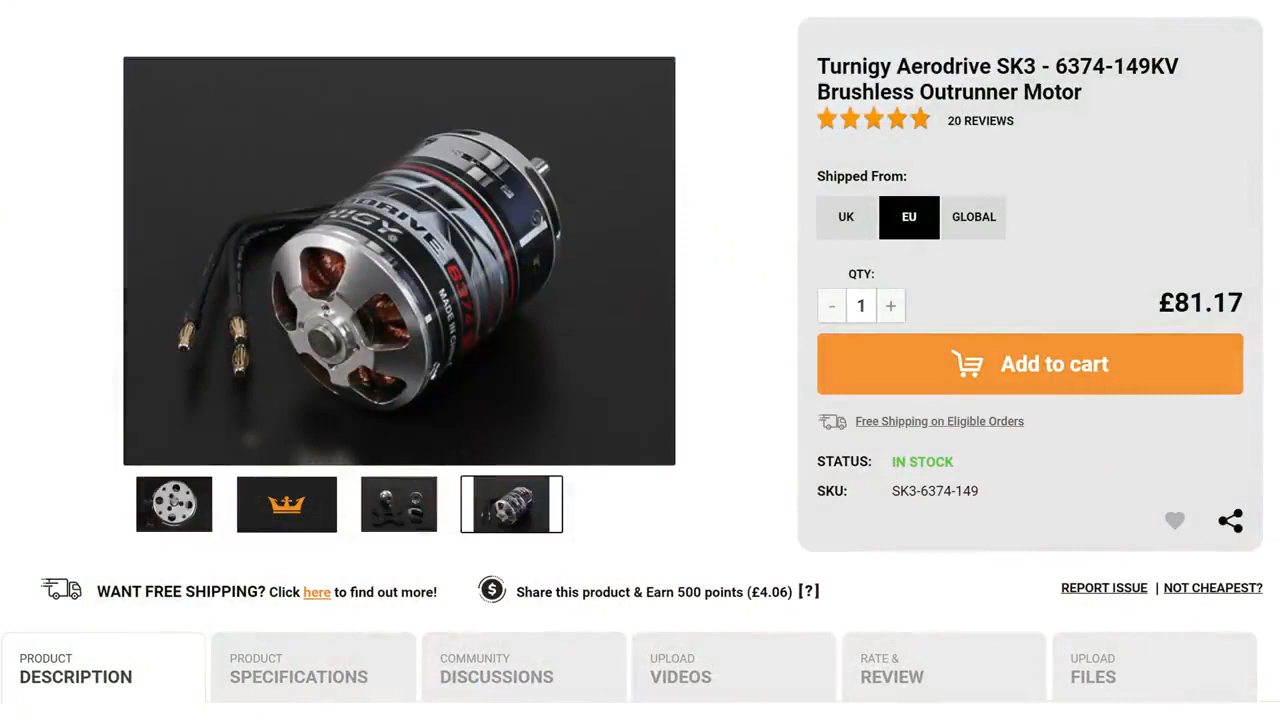 Turnigy Aerodrive SK3 - 6374-149KV
Brushless Outrunner Motor
20 REVIEWS
Shipped From:
UK
EU
GLOBAL
QTY:
-
1
+
£81.17
Add to cart
Free Shipping on Eligible Orders
STATUS: IN STOCK
SKU: SK3-6374-149
MADE IN
WANT FREE SHIPPING? Click here to find out more!
$
Share this product & Earn 500 points (£4.06) [?]
REPORT ISSUE | NOT CHEAPEST?
PRODUCT
DESCRIPTION
PRODUCT
SPECIFICATIONS
COMMUNITY
DISCUSSIONS
UPLOAD
VIDEOS
RATE &
REVIEW
UPLOAD
FILES